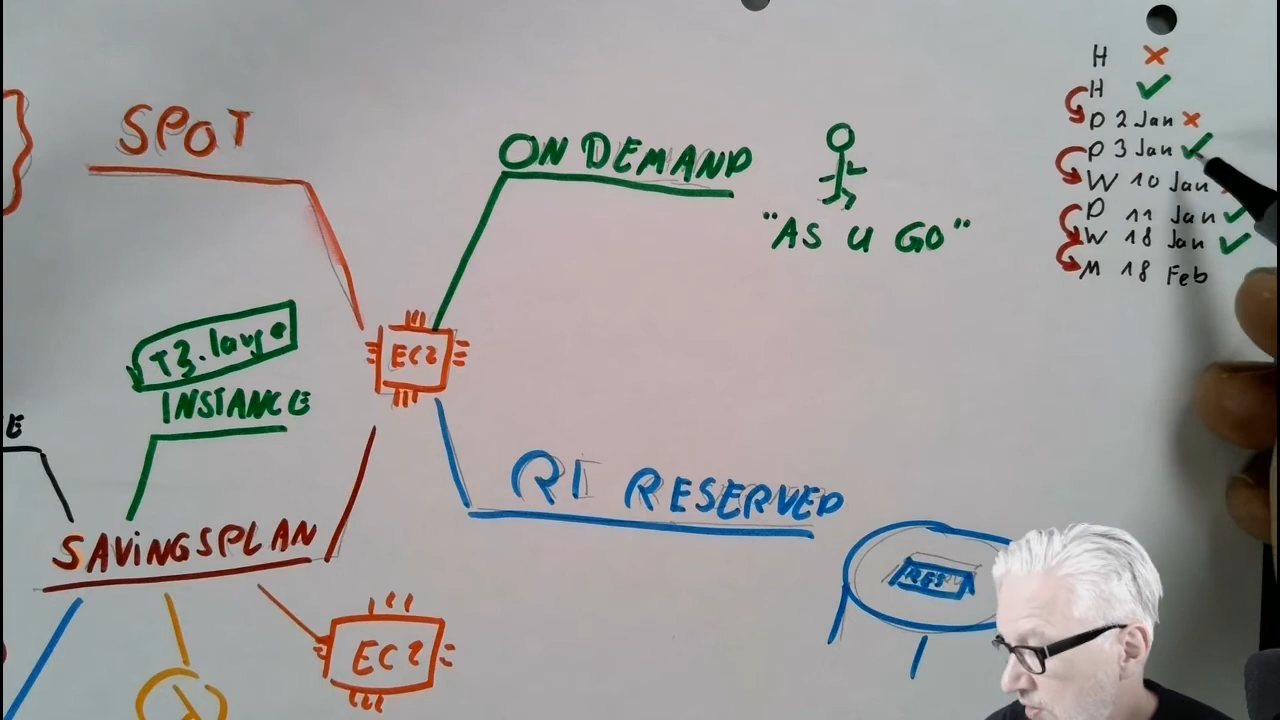 SPOT
ON DEMAND
"AS U GO"
EC2
T3.large
INSTANCE
E
SAVINGSPLAN
RI RESERVED
RES
EC2
H ×
H ✓
D 2 Jan ×
D 3 Jan ✓
W 10 Jan
D 11 Jan ✓
W 18 Jan ✓
M 18 Feb